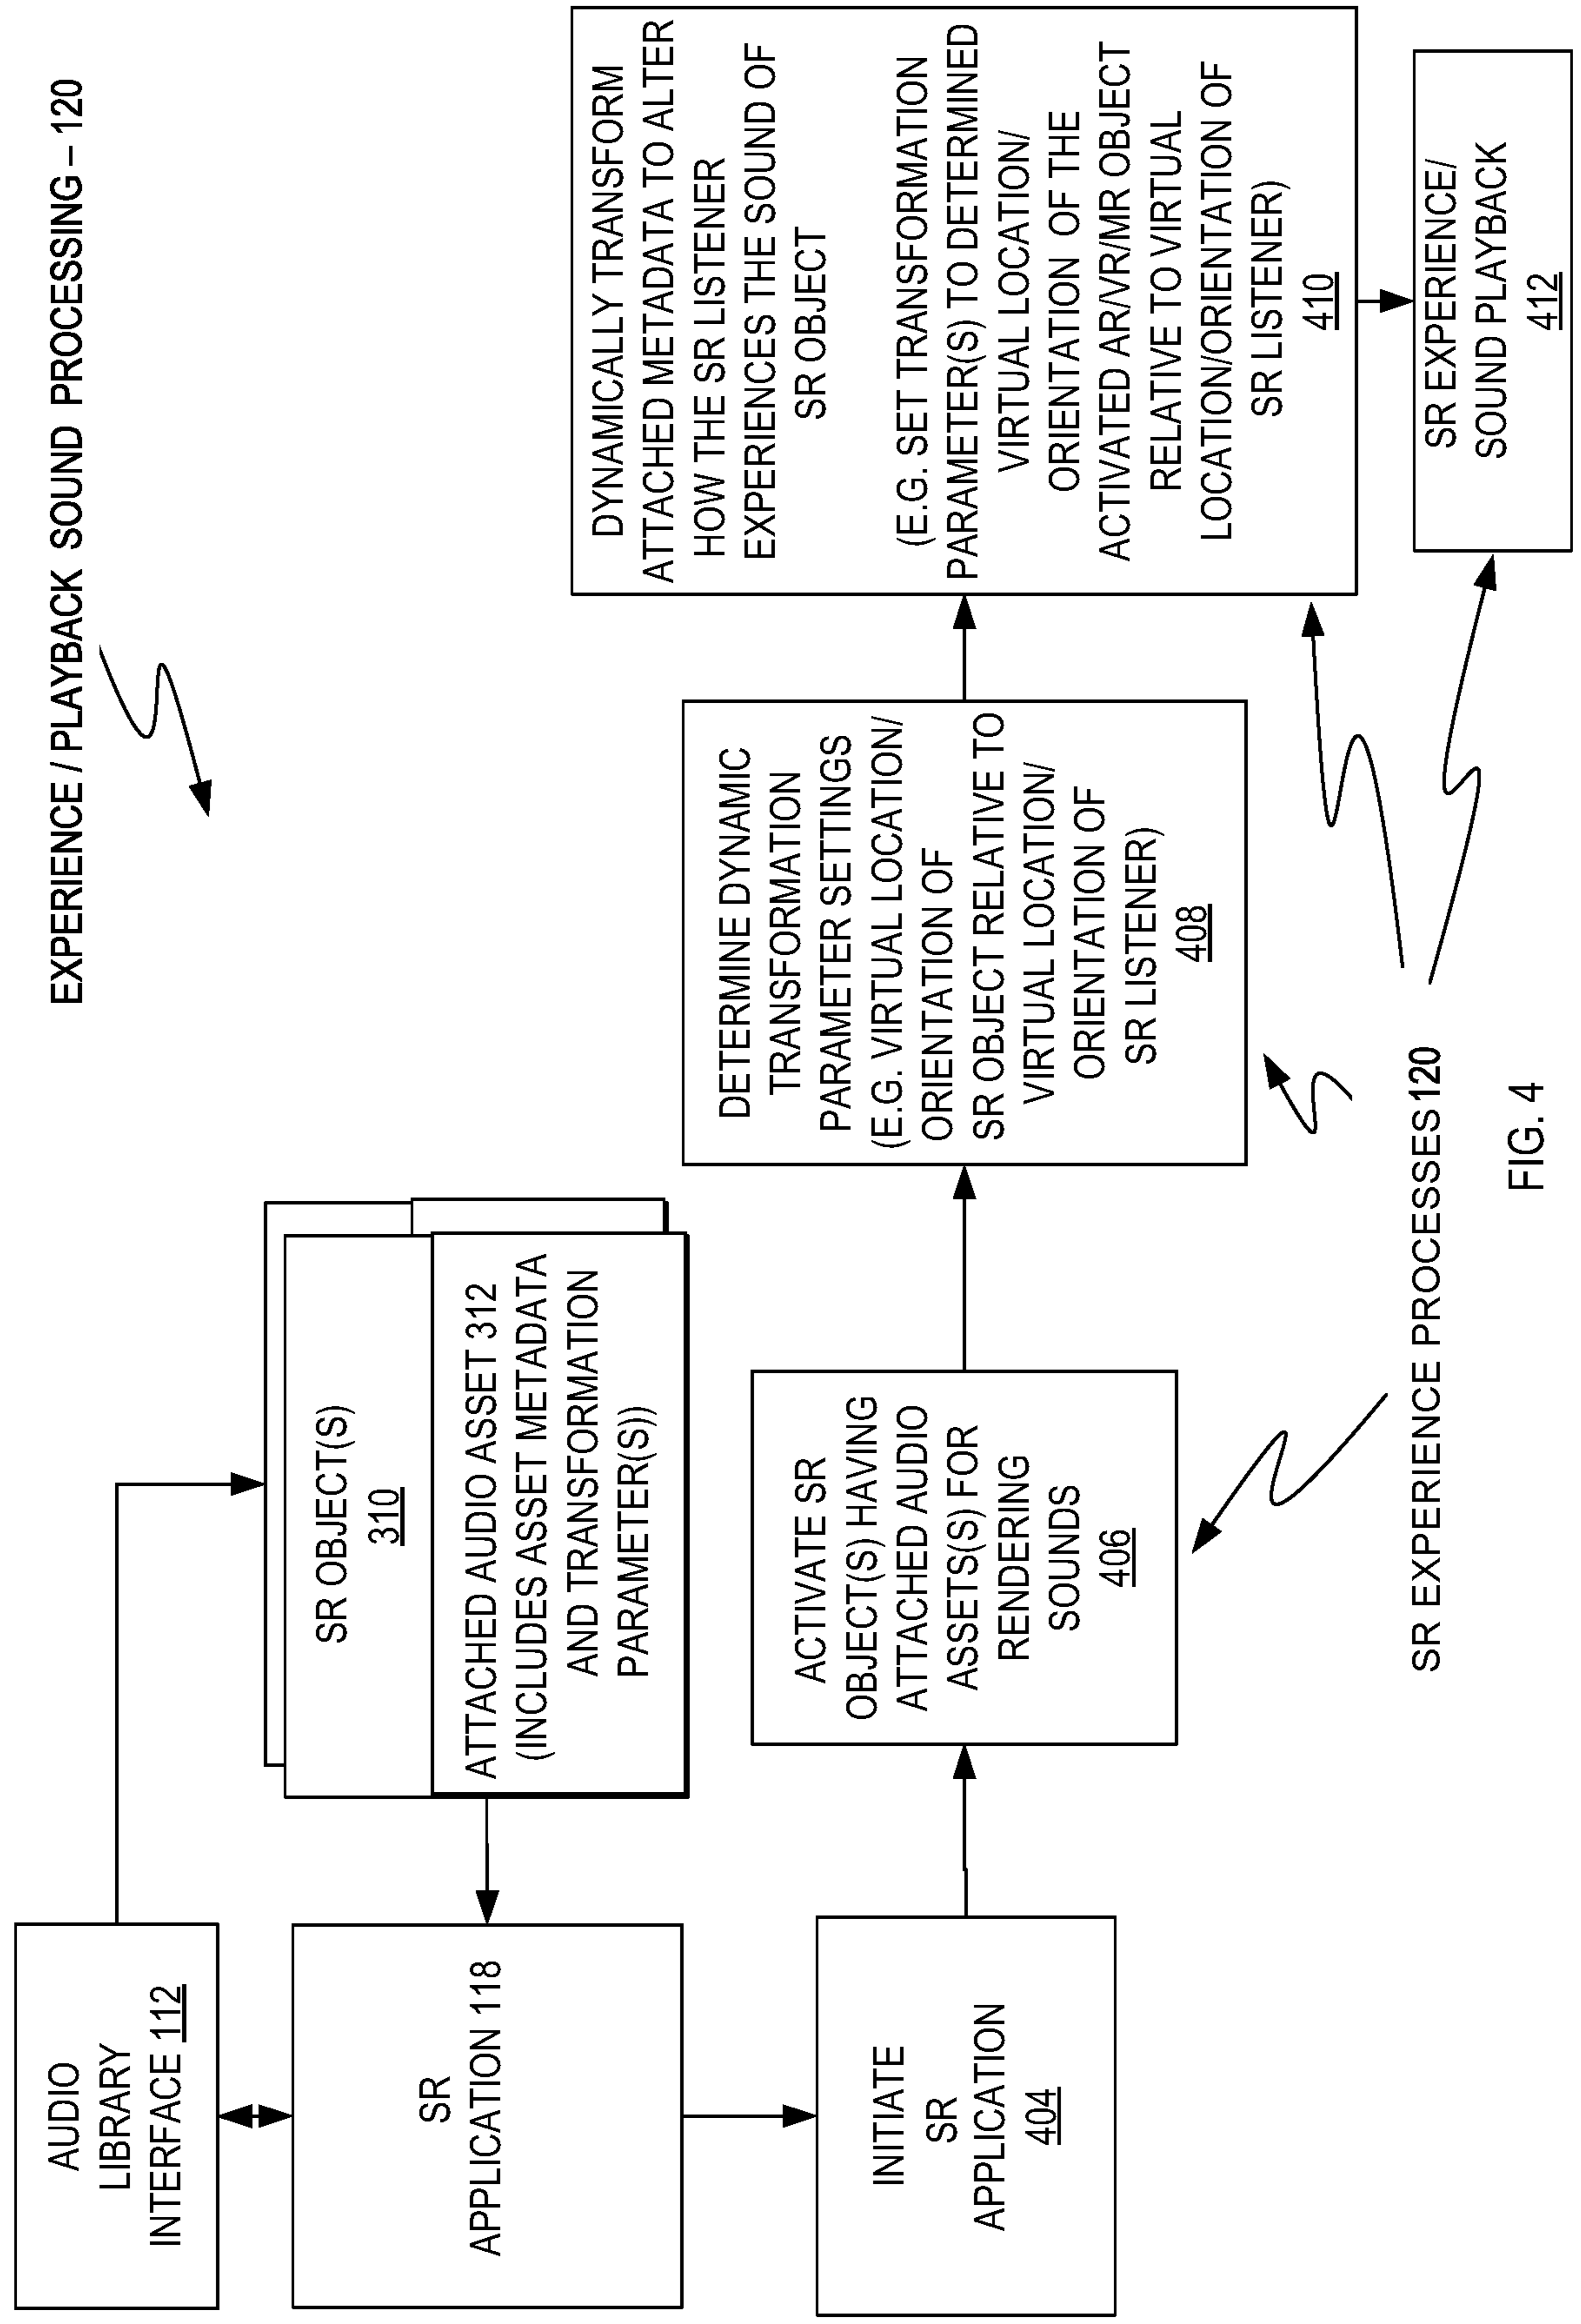 EXPERIENCE / PLAYBACK SOUND PROCESSING – 120
AUDIO
LIBRARY
INTERFACE 112
SR
APPLICATION 118
SR OBJECT(S)
310
ATTACHED AUDIO ASSET 312
(INCLUDES ASSET METADATA
AND TRANSFORMATION
PARAMETER(S))
INITIATE
SR
APPLICATION
404
ACTIVATE SR
OBJECT(S) HAVING
ATTACHED AUDIO
ASSETS(S) FOR
RENDERING
SOUNDS
406
DETERMINE DYNAMIC
TRANSFORMATION
PARAMETER SETTINGS
(E.G. VIRTUAL LOCATION/
ORIENTATION OF
SR OBJECT RELATIVE TO
VIRTUAL LOCATION/
ORIENTATION OF
SR LISTENER)
408
DYNAMICALLY TRANSFORM
ATTACHED METADATA TO ALTER
HOW THE SR LISTENER
EXPERIENCES THE SOUND OF
SR OBJECT
(E.G. SET TRANSFORMATION
PARAMETER(S) TO DETERMINED
VIRTUAL LOCATION/
ORIENTATION OF THE
ACTIVATED AR/VR/MR OBJECT
RELATIVE TO VIRTUAL
LOCATION/ORIENTATION OF
SR LISTENER)
410
SR EXPERIENCE/
SOUND PLAYBACK
412
SR EXPERIENCE PROCESSES 120
FIG. 4